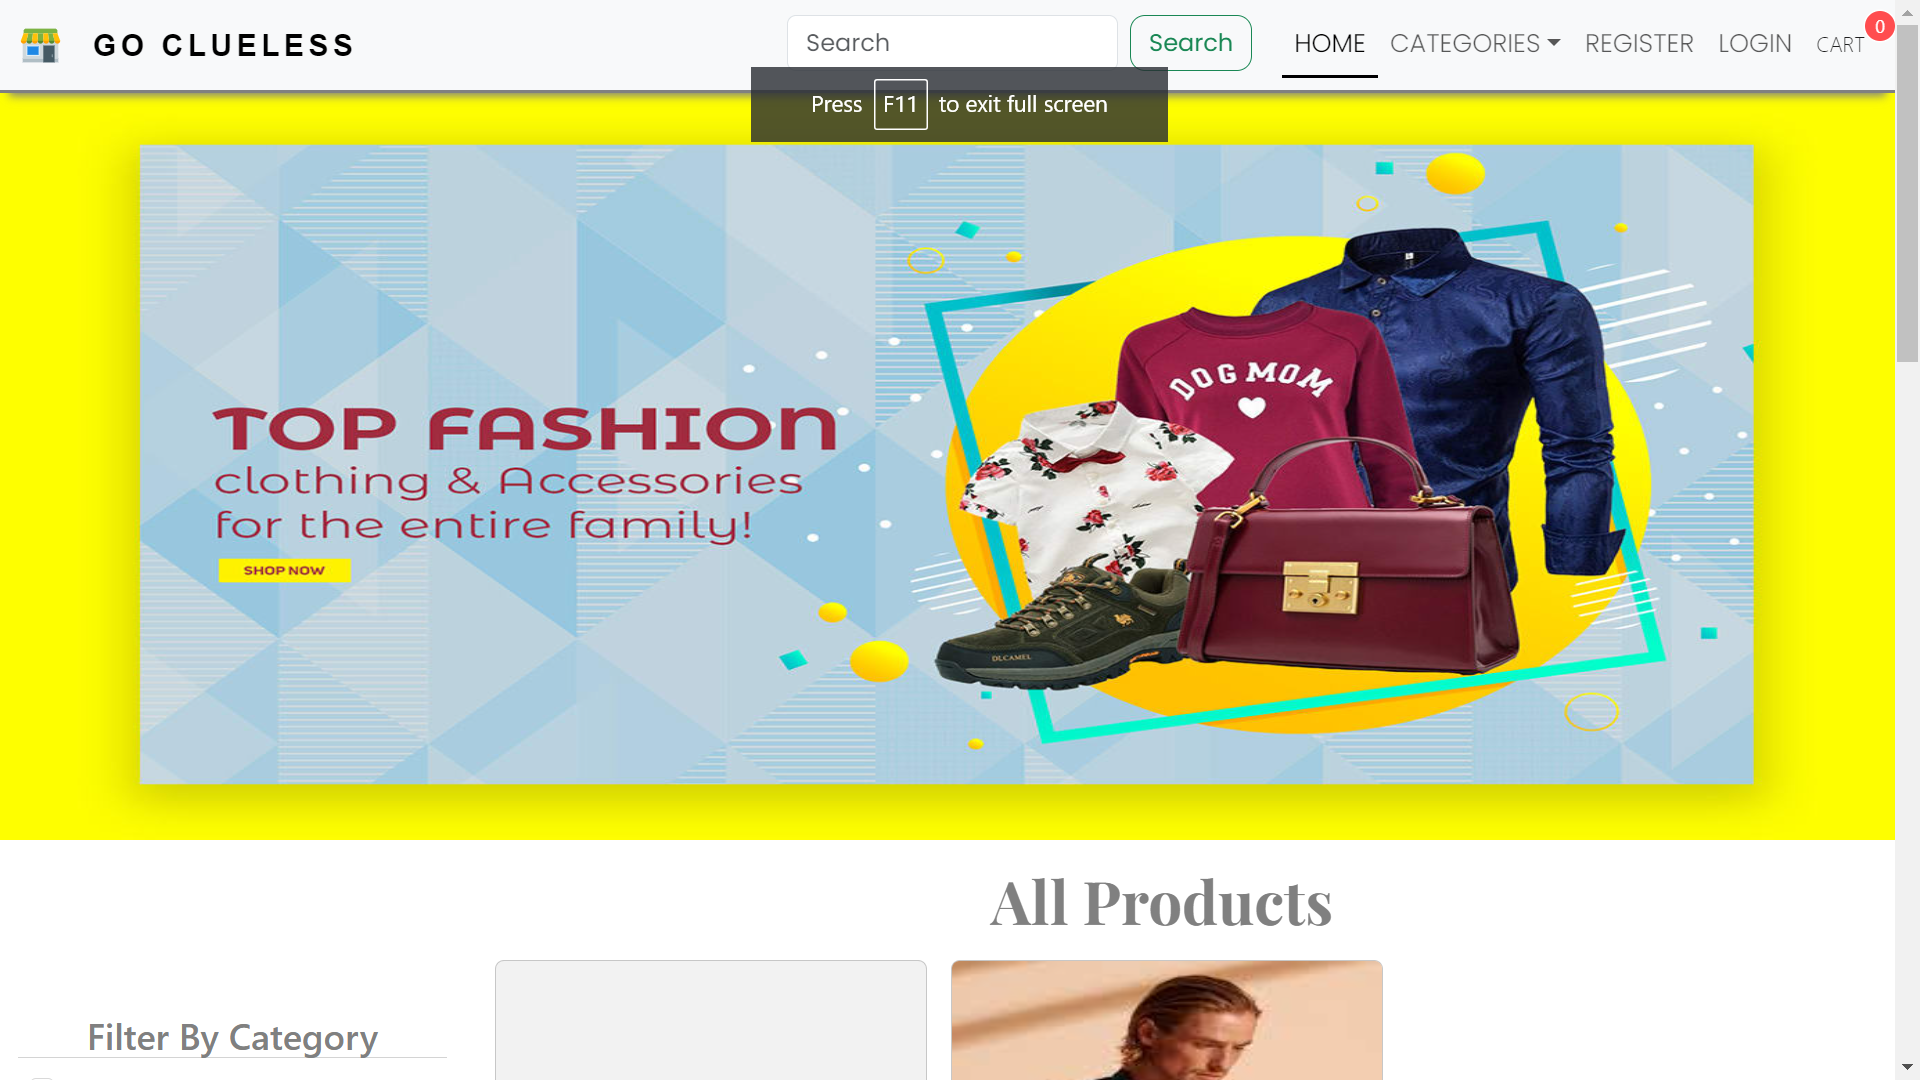 GO CLUELESS
Search
Search
HOME
CATEGORIES
REGISTER
LOGIN
CART
0
Press F11 to exit full screen
TOP FASHION
clothing & Accessories
for the entire family!
SHOP NOW
DOG MOM
DLCAMEL
All Products
Filter By Category